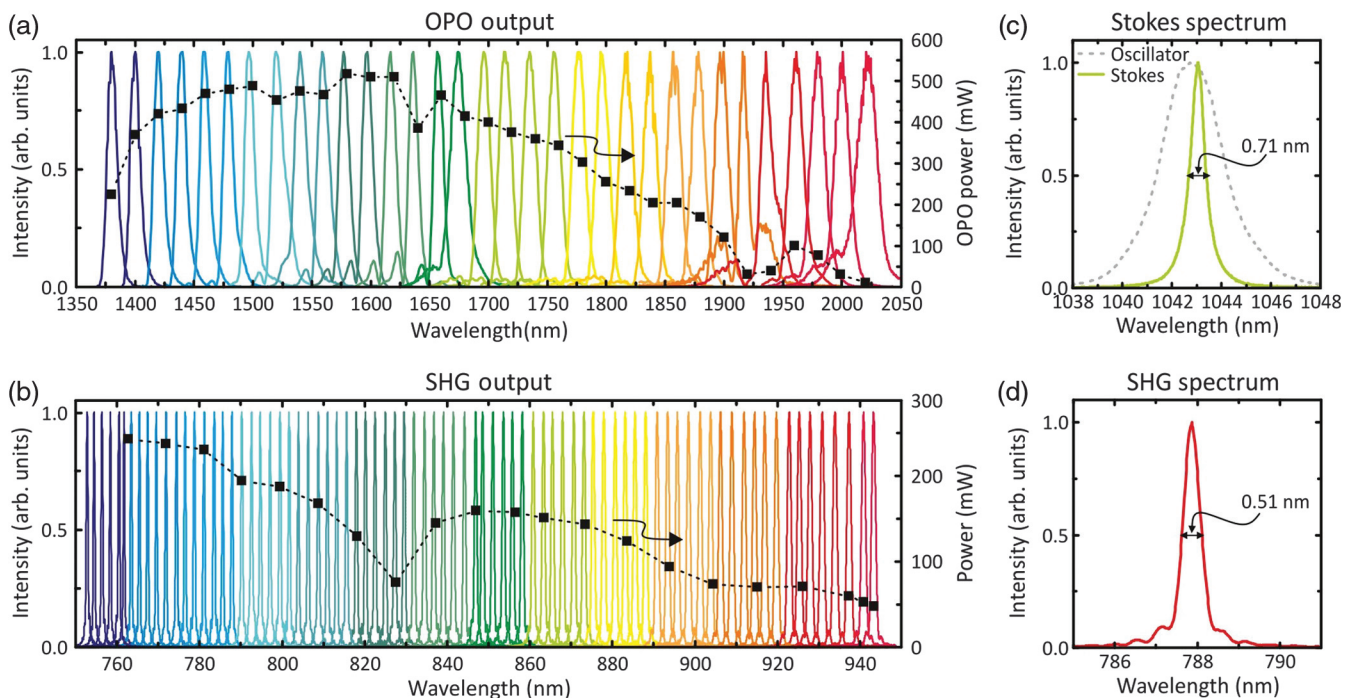 (a)
OPO output
Intensity (arb. units)
1.0
0.5
0.0
600
500
400
300
200
100
0
OPO power (mW)
1350 1400 1450 1500 1550 1600 1650 1700 1750 1800 1850 1900 1950 2000 2050
Wavelength(nm)
(c)
Stokes spectrum
Oscillator
Stokes
0.71 nm
Intensity (arb. units)
1.0
0.5
0.0
1038 1040 1042 1044 1046 1048
Wavelength (nm)
(b)
SHG output
Intensity (arb. units)
1.0
0.5
0.0
300
200
100
0
Power (mW)
760 780 800 820 840 860 880 900 920 940
Wavelength (nm)
(d)
SHG spectrum
0.51 nm
Intensity (arb. units)
1.0
0.5
0.0
786 788 790
Wavelength (nm)